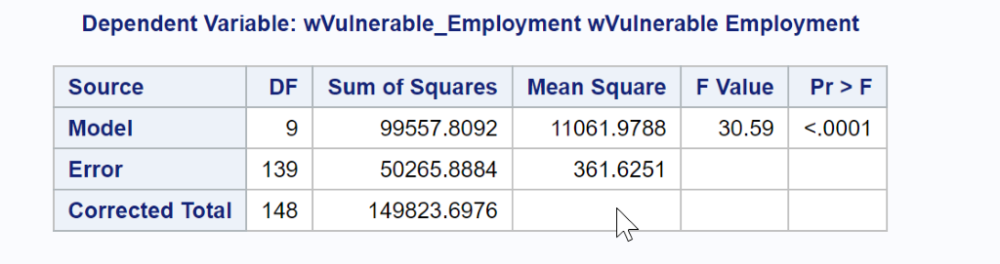 Dependent Variable: wVulnerable_Employment wVulnerable Employment
Source DF Sum of Squares Mean Square F Value Pr > F
Model 9 99557.8092 11061.9788 30.59 <.0001
Error 139 50265.8884 361.6251
Corrected Total 148 149823.6976